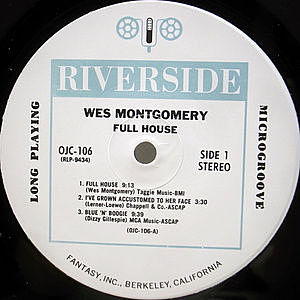 RIVERSIDE
WES MONTGOMERY
FULL HOUSE
LONG PLAYING
MICROGROOVE
OJC-106
(RLP-9434)
SIDE 1
STEREO
1. FULL HOUSE 9:13
(Wes Montgomery) Taggie Music-BMI
2. I'VE GROWN ACCUSTOMED TO HER FACE 3:30
(Lerner-Loewe) Chappell & Co.-ASCAP
3. BLUE 'N' BOOGIE 9:39
(Dizzy Gillespie) MCA Music-ASCAP
(OJC-106-A)
FANTASY, INC., BERKELEY, CALIFORNIA